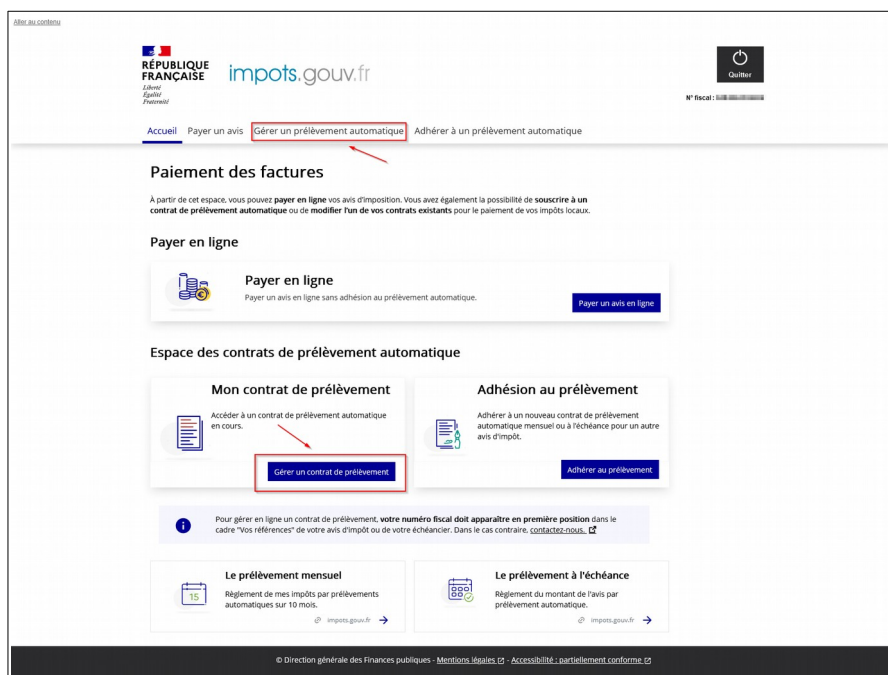 Aller au contenu
RÉPUBLIQUE
FRANÇAISE
Liberté
Égalité
Fraternité
impots.gouv.fr
Quitter
N° fiscal :
Accueil Payer un avis Gérer un prélèvement automatique Adhérer à un prélèvement automatique
Paiement des factures
À partir de cet espace, vous pouvez payer en ligne vos avis d'imposition. Vous avez également la possibilité de souscrire à un
contrat de prélèvement automatique ou de modifier l'un de vos contrats existants pour le paiement de vos impôts locaux.
Payer en ligne
Payer en ligne
Payer un avis en ligne sans adhésion au prélèvement automatique.
Payer un avis en ligne
Espace des contrats de prélèvement automatique
Mon contrat de prélèvement
Accéder à un contrat de prélèvement automatique
en cours.
Gérer un contrat de prélèvement
Adhésion au prélèvement
Adhérer à un nouveau contrat de prélèvement
automatique mensuel ou à l'échéance pour un autre
avis d'impôt.
Adhérer au prélèvement
Pour gérer en ligne un contrat de prélèvement, votre numéro fiscal doit apparaître en première position dans le
cadre "Vos références" de votre avis d'impôt ou de votre échéancier. Dans le cas contraire, contactez-nous.
Le prélèvement mensuel
15
Règlement de mes impôts par prélèvements
automatiques sur 10 mois.
impots.gouv.fr
Le prélèvement à l'échéance
Règlement du montant de l'avis par
prélèvement automatique.
impots.gouv.fr
© Direction générale des Finances publiques - Mentions légales - Accessibilité : partiellement conforme